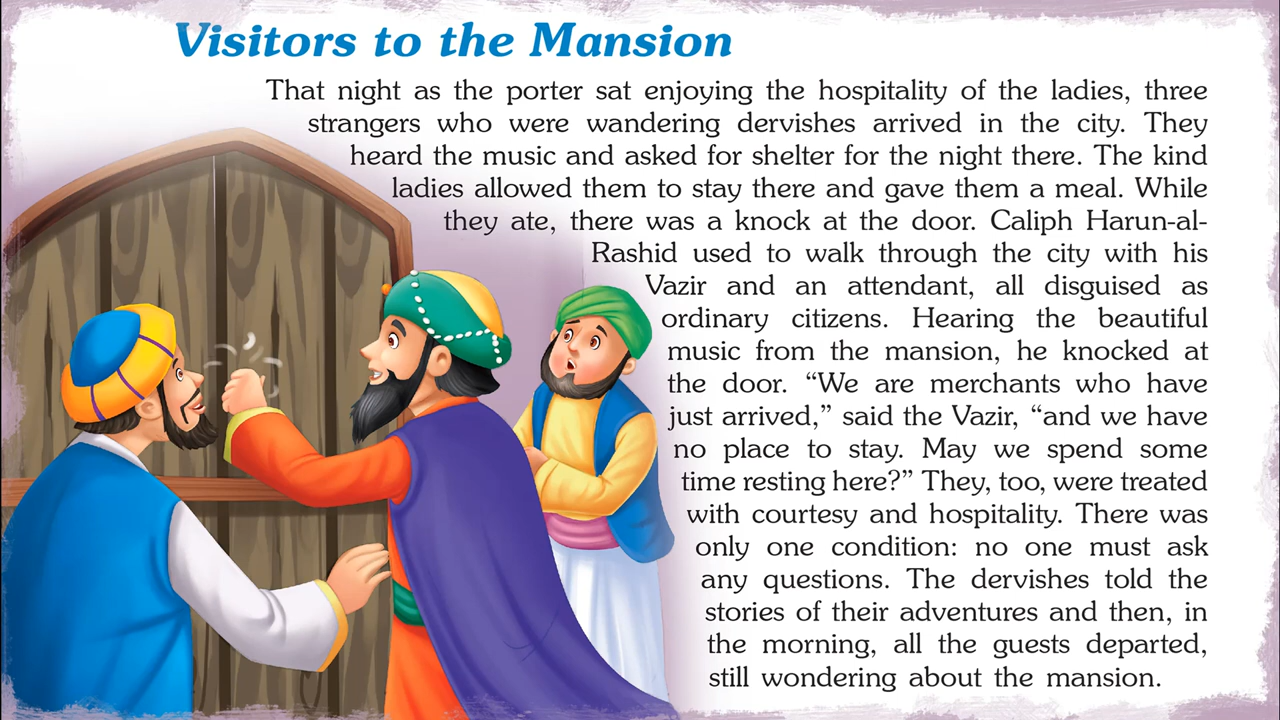 Visitors to the Mansion
That night as the porter sat enjoying the hospitality of the ladies, three
strangers who were wandering dervishes arrived in the city. They
heard the music and asked for shelter for the night there. The kind
ladies allowed them to stay there and gave them a meal. While
they ate, there was a knock at the door. Caliph Harun-al-
Rashid used to walk through the city with his
Vazir and an attendant, all disguised as
ordinary citizens. Hearing the beautiful
music from the mansion, he knocked at
the door. “We are merchants who have
just arrived,” said the Vazir, “and we have
no place to stay. May we spend some
time resting here?” They, too, were treated
with courtesy and hospitality. There was
only one condition: no one must ask
any questions. The dervishes told the
stories of their adventures and then, in
the morning, all the guests departed,
still wondering about the mansion.